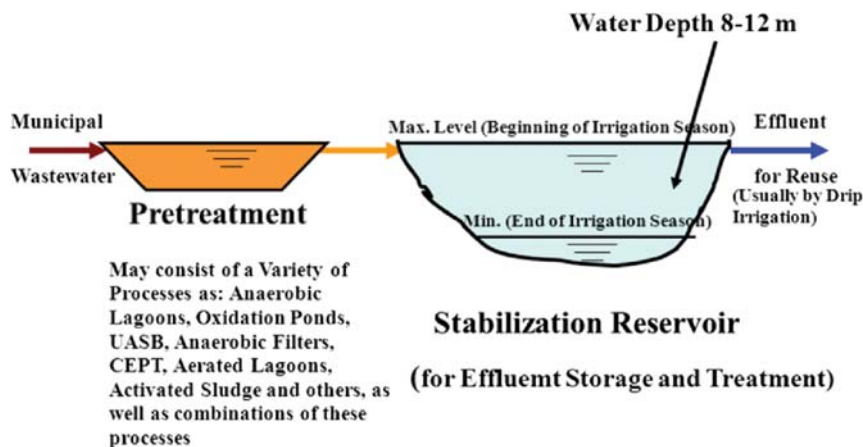 Water Depth 8-12 m
Municipal
Wastewater
Max. Level (Beginning of Irrigation Season)
Effluent
for Reuse
(Usually by Drip
Irrigation)
Pretreatment
Min. (End of Irrigation Season)
May consist of a Variety of
Processes as: Anaerobic
Lagoons, Oxidation Ponds,
UASB, Anaerobic Filters,
CEPT, Aerated Lagoons,
Activated Sludge and others, as
well as combinations of these
processes
Stabilization Reservoir
(for Effluemt Storage and Treatment)